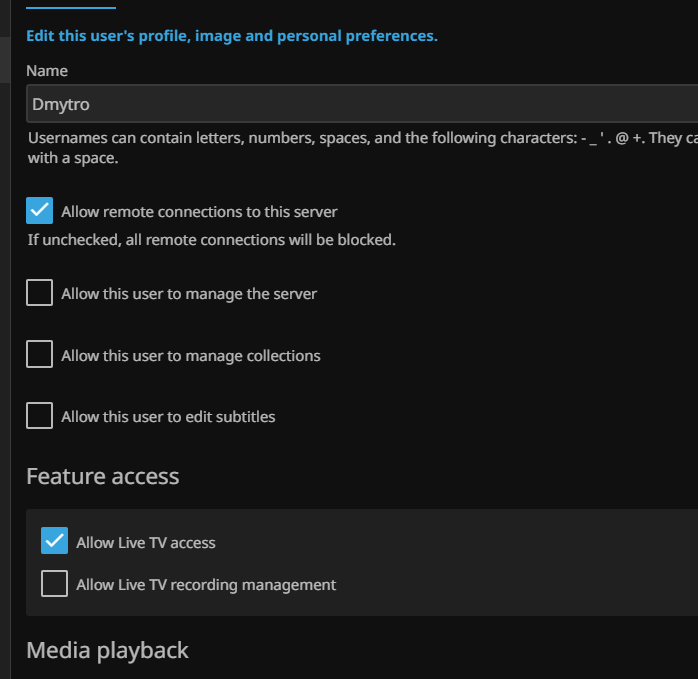 Edit this user's profile, image and personal preferences.
Name
Dmytro
Usernames can contain letters, numbers, spaces, and the following characters: - _ ' . @ +. They
with a space.
Allow remote connections to this server
If unchecked, all remote connections will be blocked.
Allow this user to manage the server
Allow this user to manage collections
Allow this user to edit subtitles
Feature access
Allow Live TV access
Allow Live TV recording management
Media playback